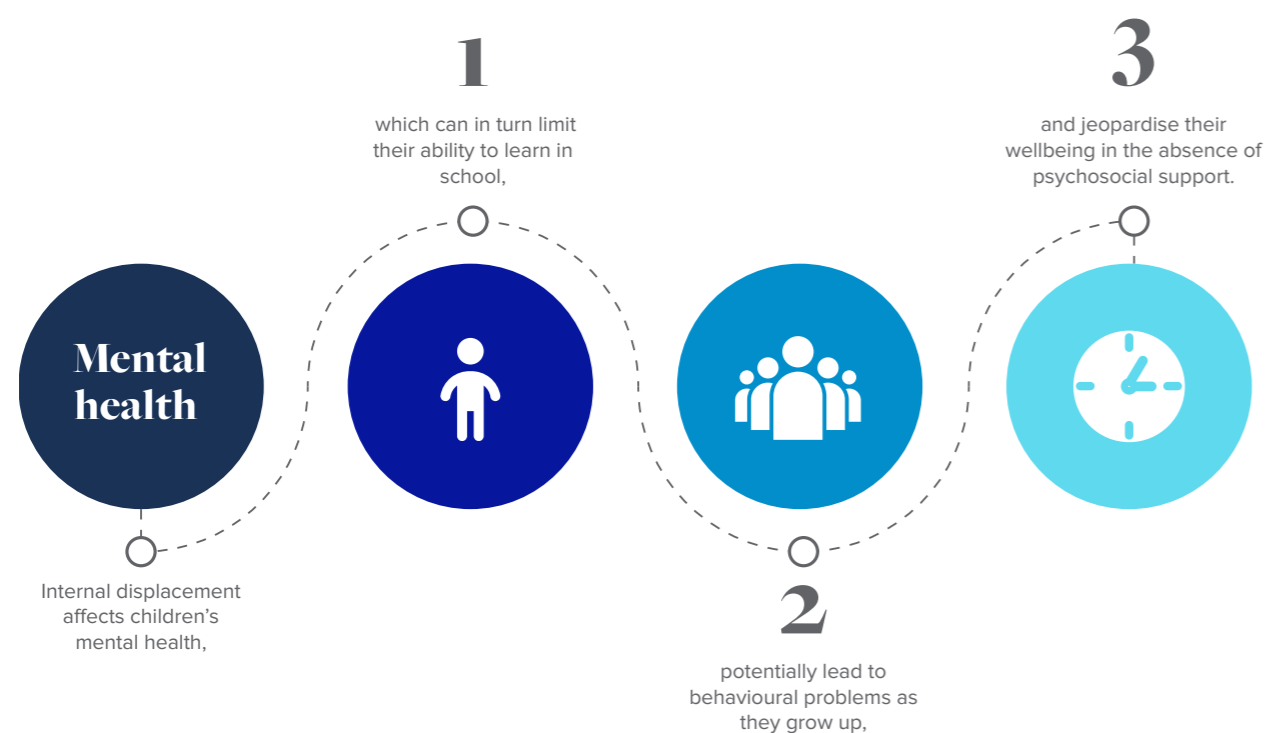 Mental
health
Internal displacement
affects children’s
mental health,
1
which can in turn limit
their ability to learn in
school,
2
potentially lead to
behavioural problems as
they grow up,
3
and jeopardise their
wellbeing in the absence of
psychosocial support.